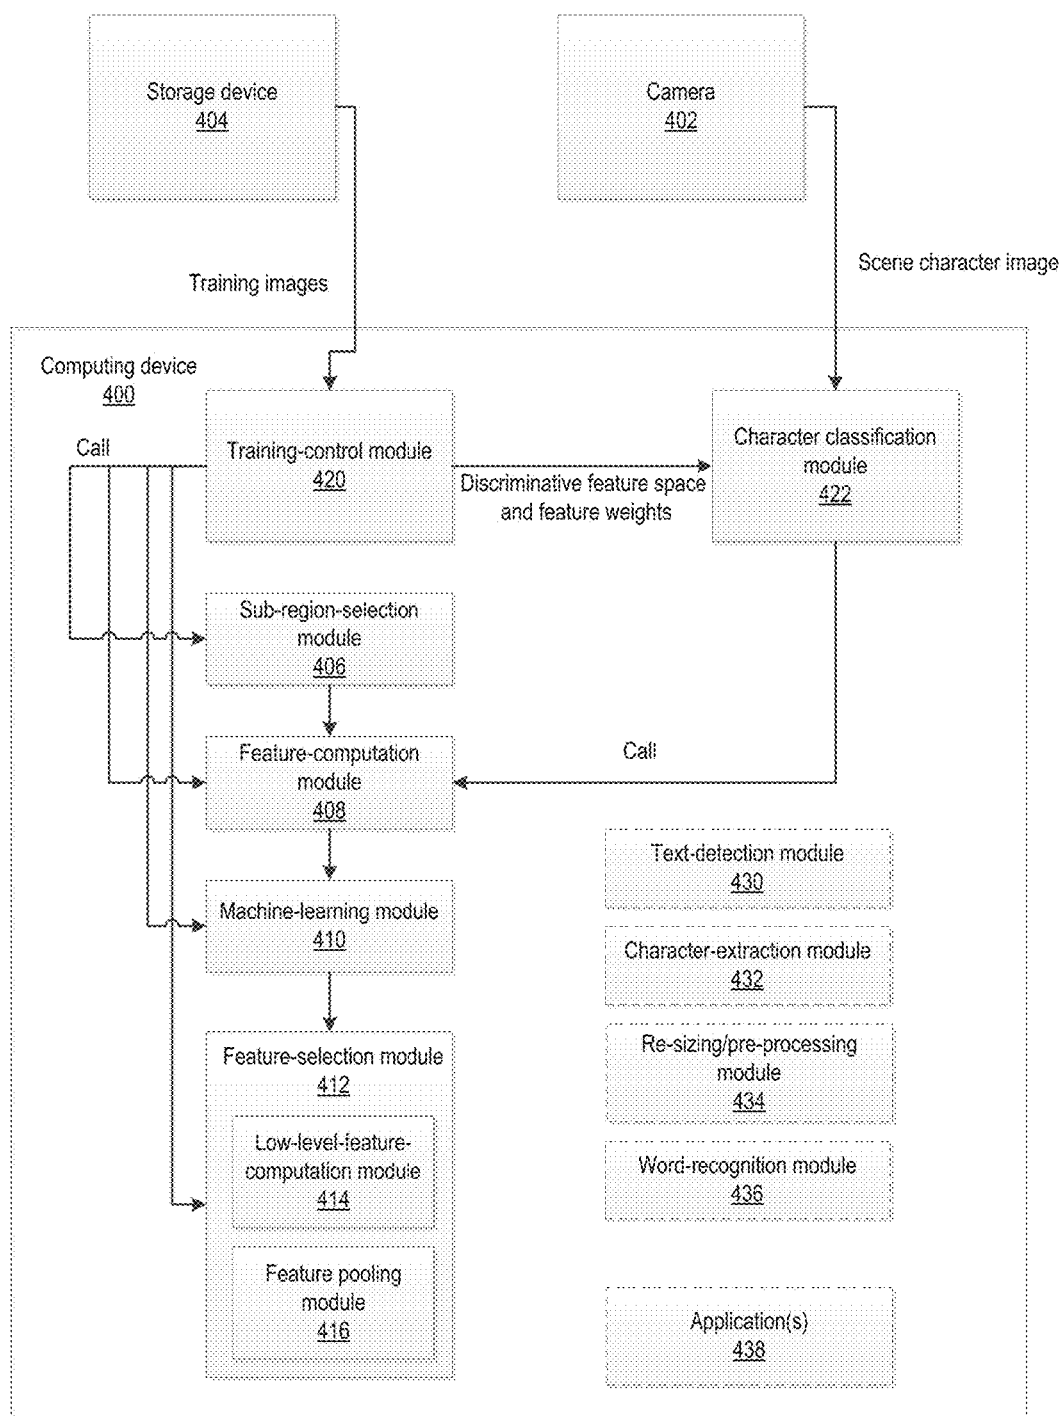 Storage device
404
Camera
402
Training images
Scene character image
Computing device
400
Call
Training-control module
420
Discriminative feature space
and feature weights
Character classification
module
422
Sub-region-selection
module
406
Feature-computation
module
408
Call
Machine-learning module
410
Feature-selection module
412
Low-level-feature-
computation module
414
Feature pooling
module
416
Text-detection module
430
Character-extraction module
432
Re-sizing/pre-processing
module
434
Word-recognition module
436
Application(s)
438